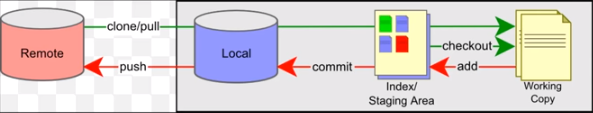 clone/pull
Remote
Local
checkout
push
commit
add
Index/
Staging Area
Working
Copy